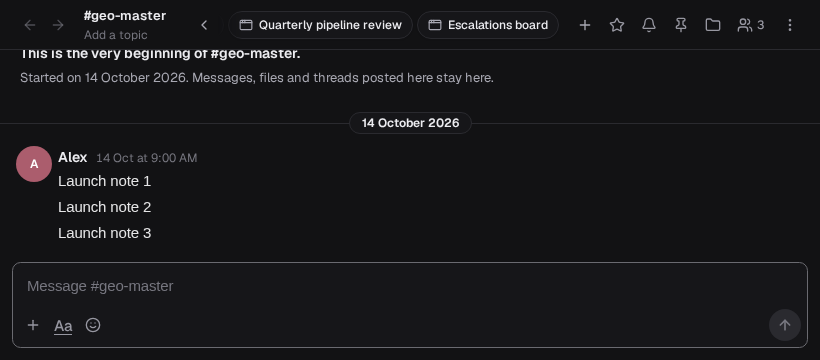 #geo-master
Add a topic
Quarterly pipeline review
Escalations board
3
This is the very beginning of #geo-master.
Started on 14 October 2026. Messages, files and threads posted here stay here.
14 October 2026
A
Alex 14 Oct at 9:00 AM
Launch note 1
Launch note 2
Launch note 3
Message #geo-master
Aa